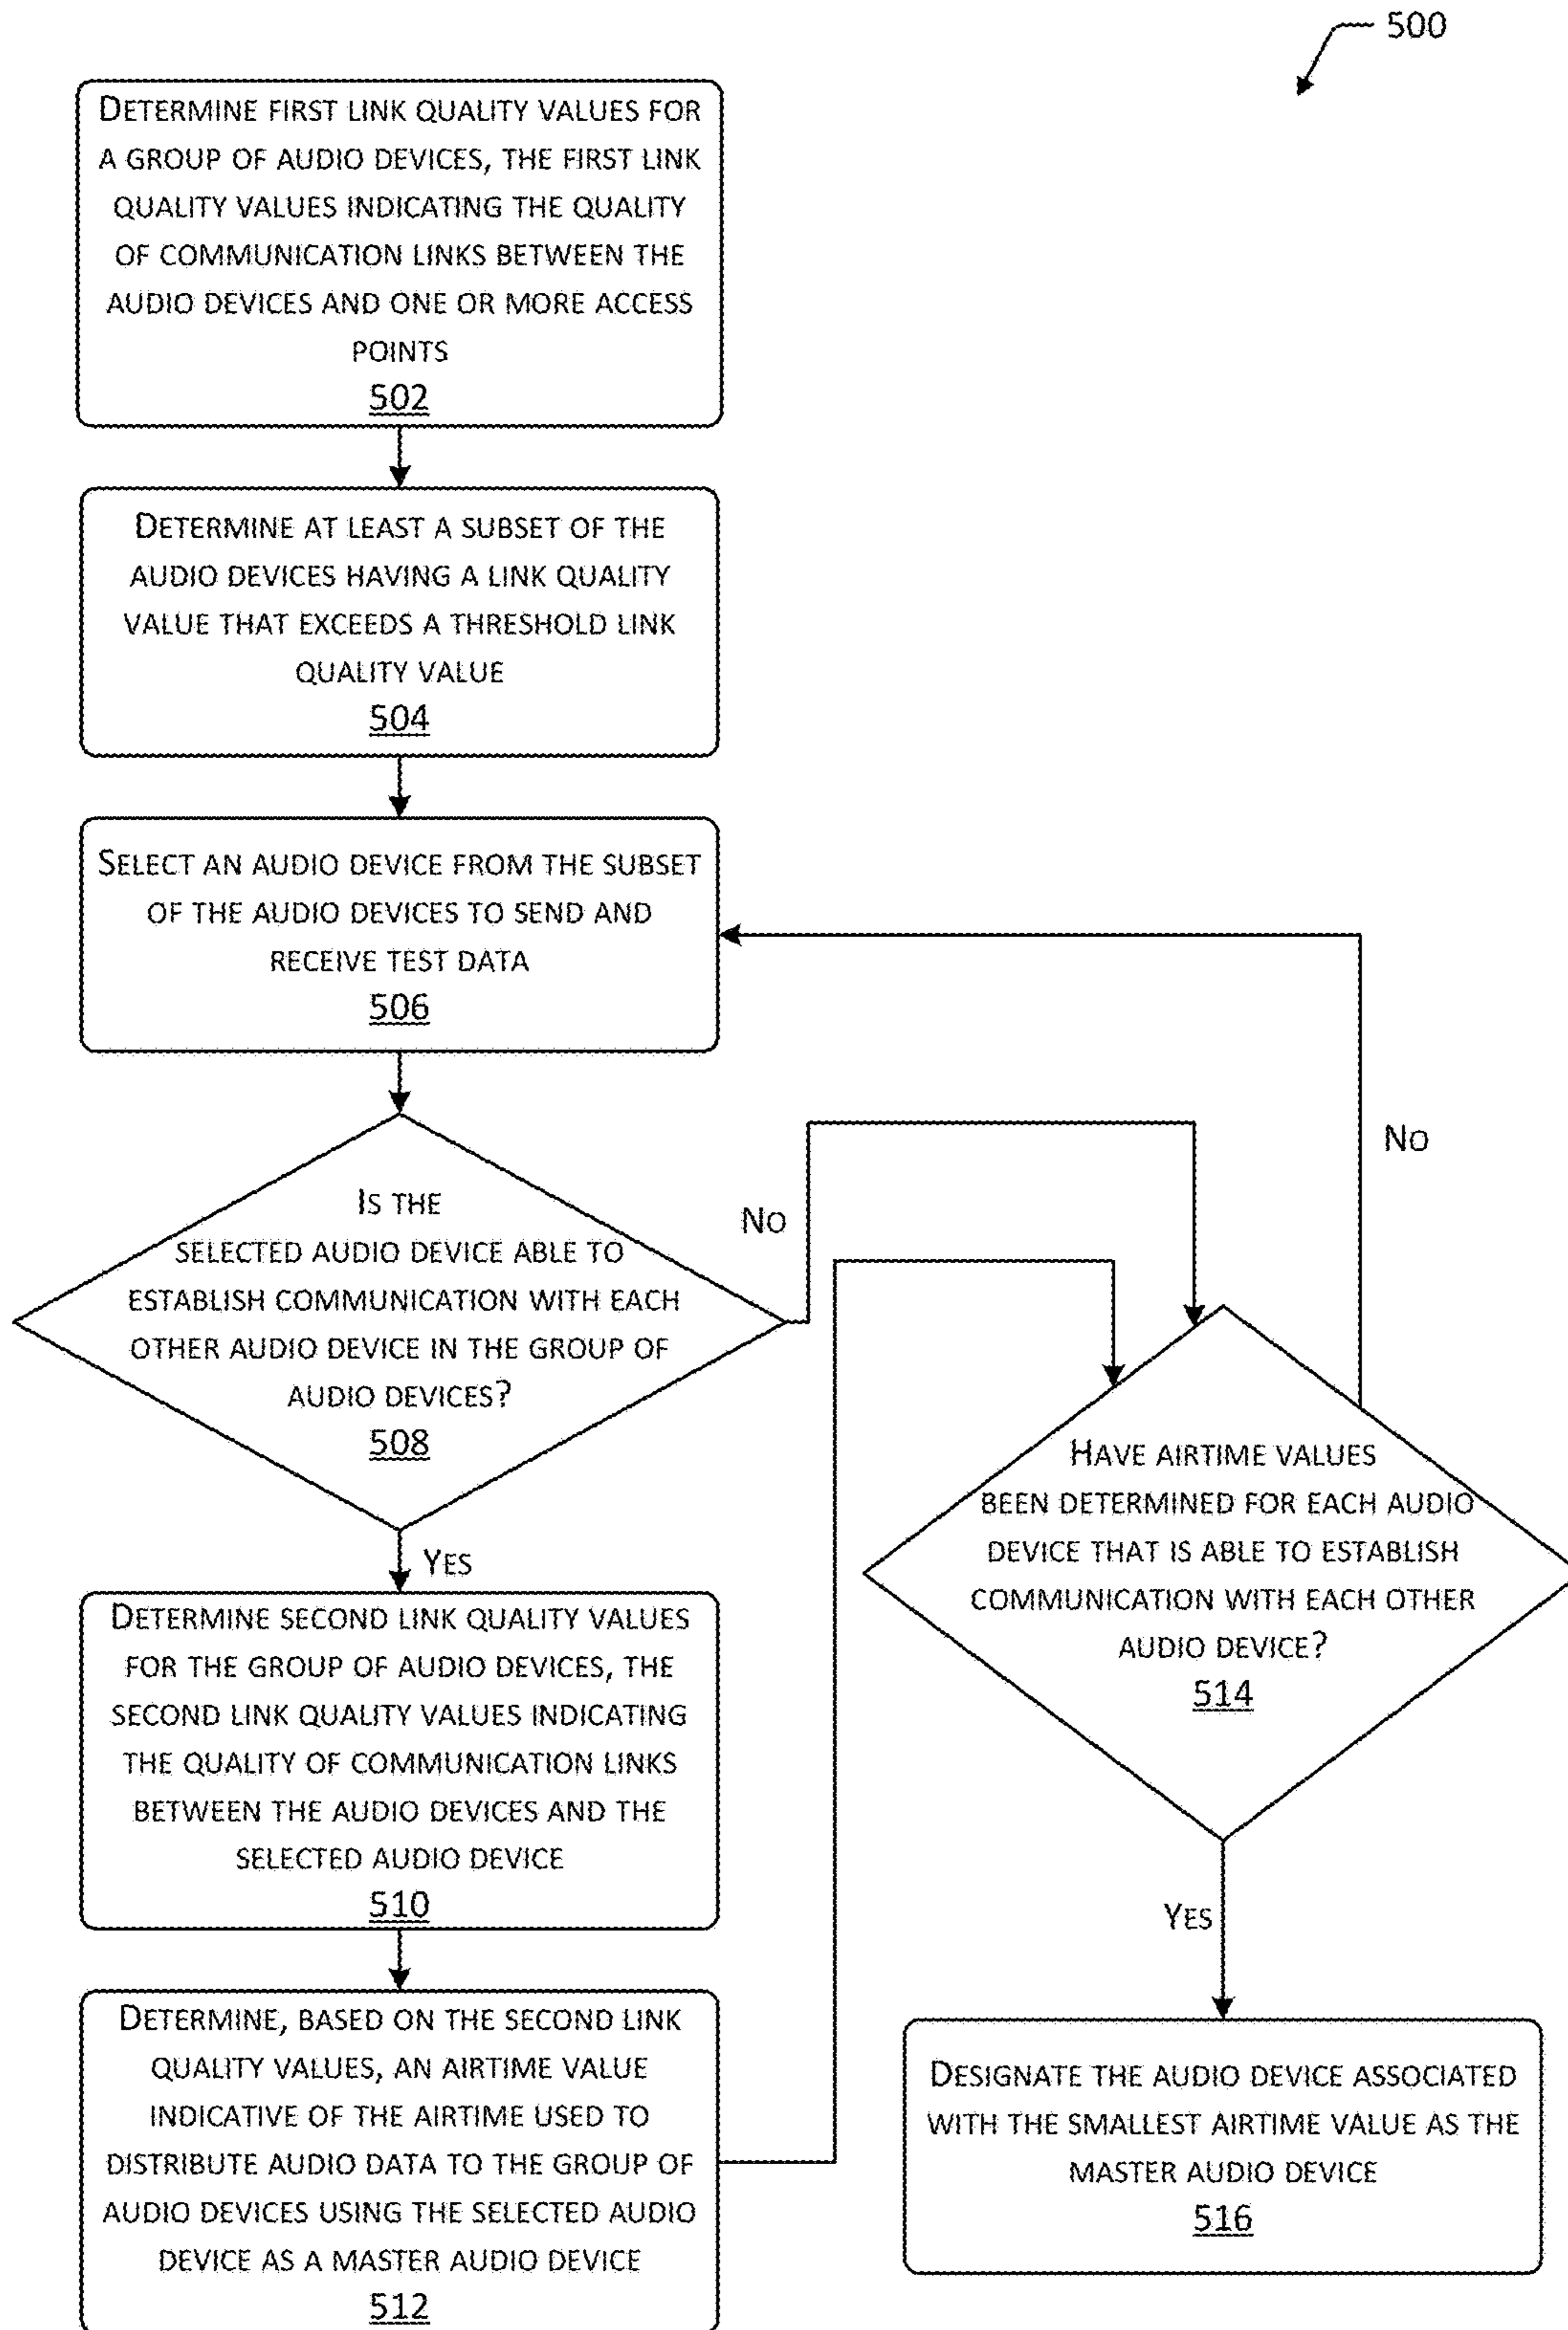 500
DETERMINE FIRST LINK QUALITY VALUES FOR
A GROUP OF AUDIO DEVICES, THE FIRST LINK
QUALITY VALUES INDICATING THE QUALITY
OF COMMUNICATION LINKS BETWEEN THE
AUDIO DEVICES AND ONE OR MORE ACCESS
POINTS
502
DETERMINE AT LEAST A SUBSET OF THE
AUDIO DEVICES HAVING A LINK QUALITY
VALUE THAT EXCEEDS A THRESHOLD LINK
QUALITY VALUE
504
SELECT AN AUDIO DEVICE FROM THE SUBSET
OF THE AUDIO DEVICES TO SEND AND
RECEIVE TEST DATA
506
IS THE
SELECTED AUDIO DEVICE ABLE TO
ESTABLISH COMMUNICATION WITH EACH
OTHER AUDIO DEVICE IN THE GROUP OF
AUDIO DEVICES?
508
NO
YES
DETERMINE SECOND LINK QUALITY VALUES
FOR THE GROUP OF AUDIO DEVICES, THE
SECOND LINK QUALITY VALUES INDICATING
THE QUALITY OF COMMUNICATION LINKS
BETWEEN THE AUDIO DEVICES AND THE
SELECTED AUDIO DEVICE
510
DETERMINE, BASED ON THE SECOND LINK
QUALITY VALUES, AN AIRTIME VALUE
INDICATIVE OF THE AIRTIME USED TO
DISTRIBUTE AUDIO DATA TO THE GROUP OF
AUDIO DEVICES USING THE SELECTED AUDIO
DEVICE AS A MASTER AUDIO DEVICE
512
NO
HAVE AIRTIME VALUES
BEEN DETERMINED FOR EACH AUDIO
DEVICE THAT IS ABLE TO ESTABLISH
COMMUNICATION WITH EACH OTHER
AUDIO DEVICE?
514
YES
DESIGNATE THE AUDIO DEVICE ASSOCIATED
WITH THE SMALLEST AIRTIME VALUE AS THE
MASTER AUDIO DEVICE
516